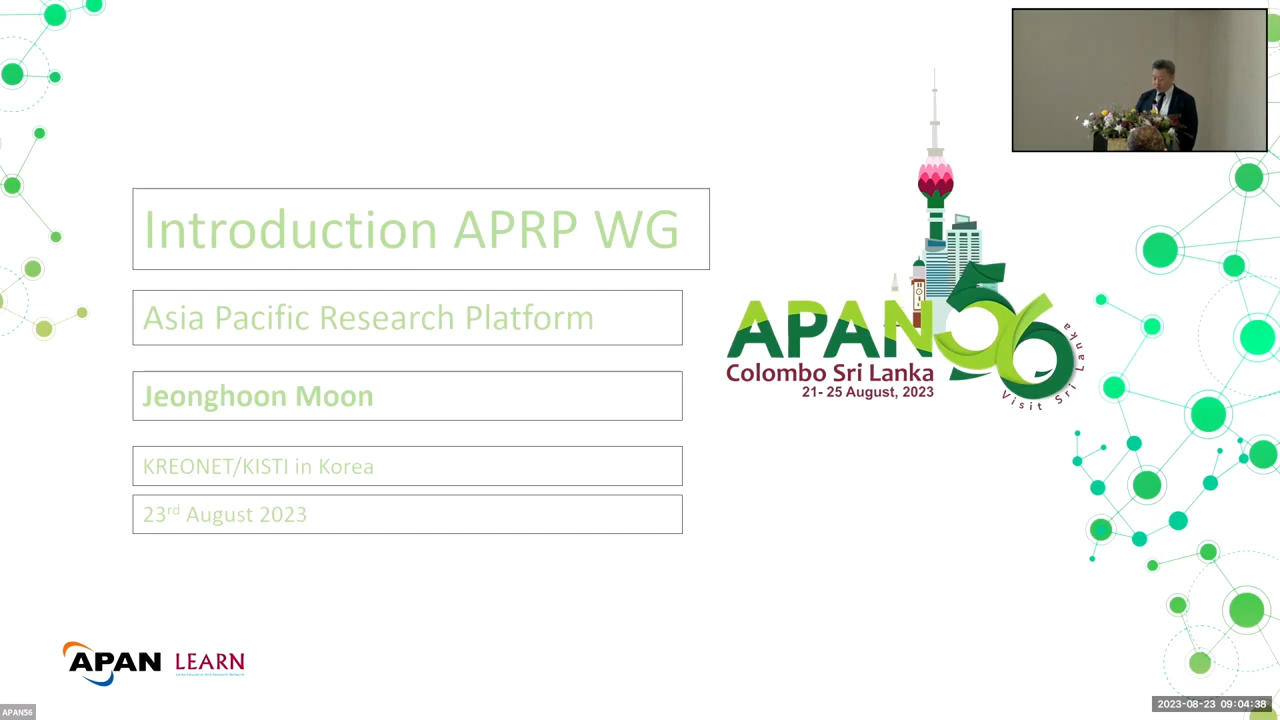 Introduction APRP WG
Asia Pacific Research Platform
Jeonghoon Moon
KREONET/KISTI in Korea
23rd August 2023
APAN56
Colombo Sri Lanka
21- 25 August, 2023
Visit Sri Lanka
APAN LEARN
APAN56
2023-08-23 09:04:38